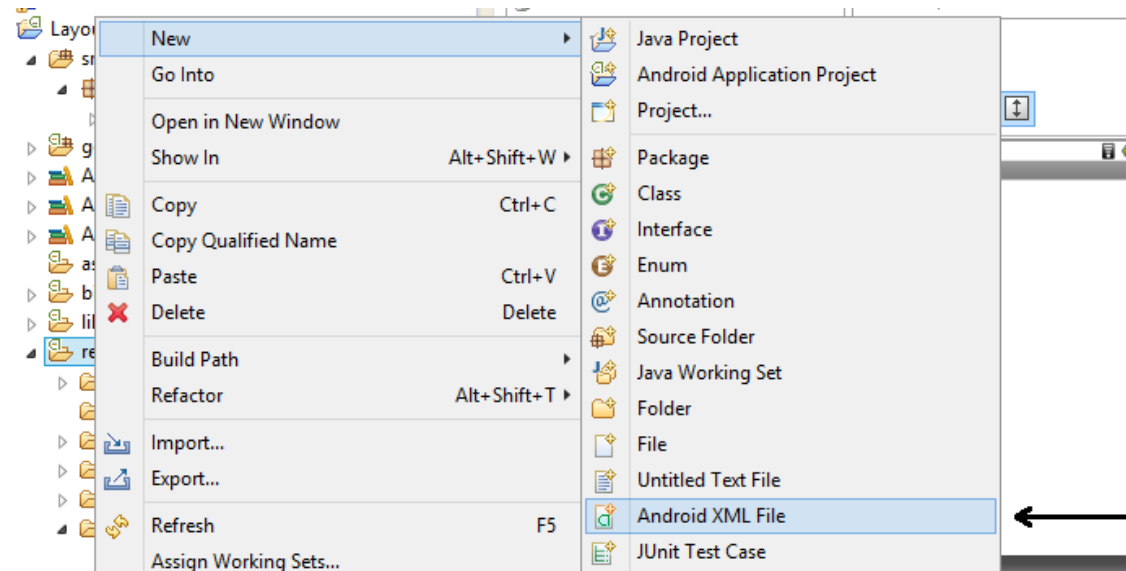 Layou
New
Java Project
Go Into
Android Application Project
Open in New Window
Project...
Show In Alt+Shift+W
Package
Copy Ctrl+C
Class
Copy Qualified Name
Interface
Paste Ctrl+V
Enum
Delete Delete
Annotation
Build Path
Source Folder
Refactor Alt+Shift+T
Java Working Set
Folder
Import...
File
Export...
Untitled Text File
Refresh F5
Android XML File
Assign Working Sets...
JUnit Test Case